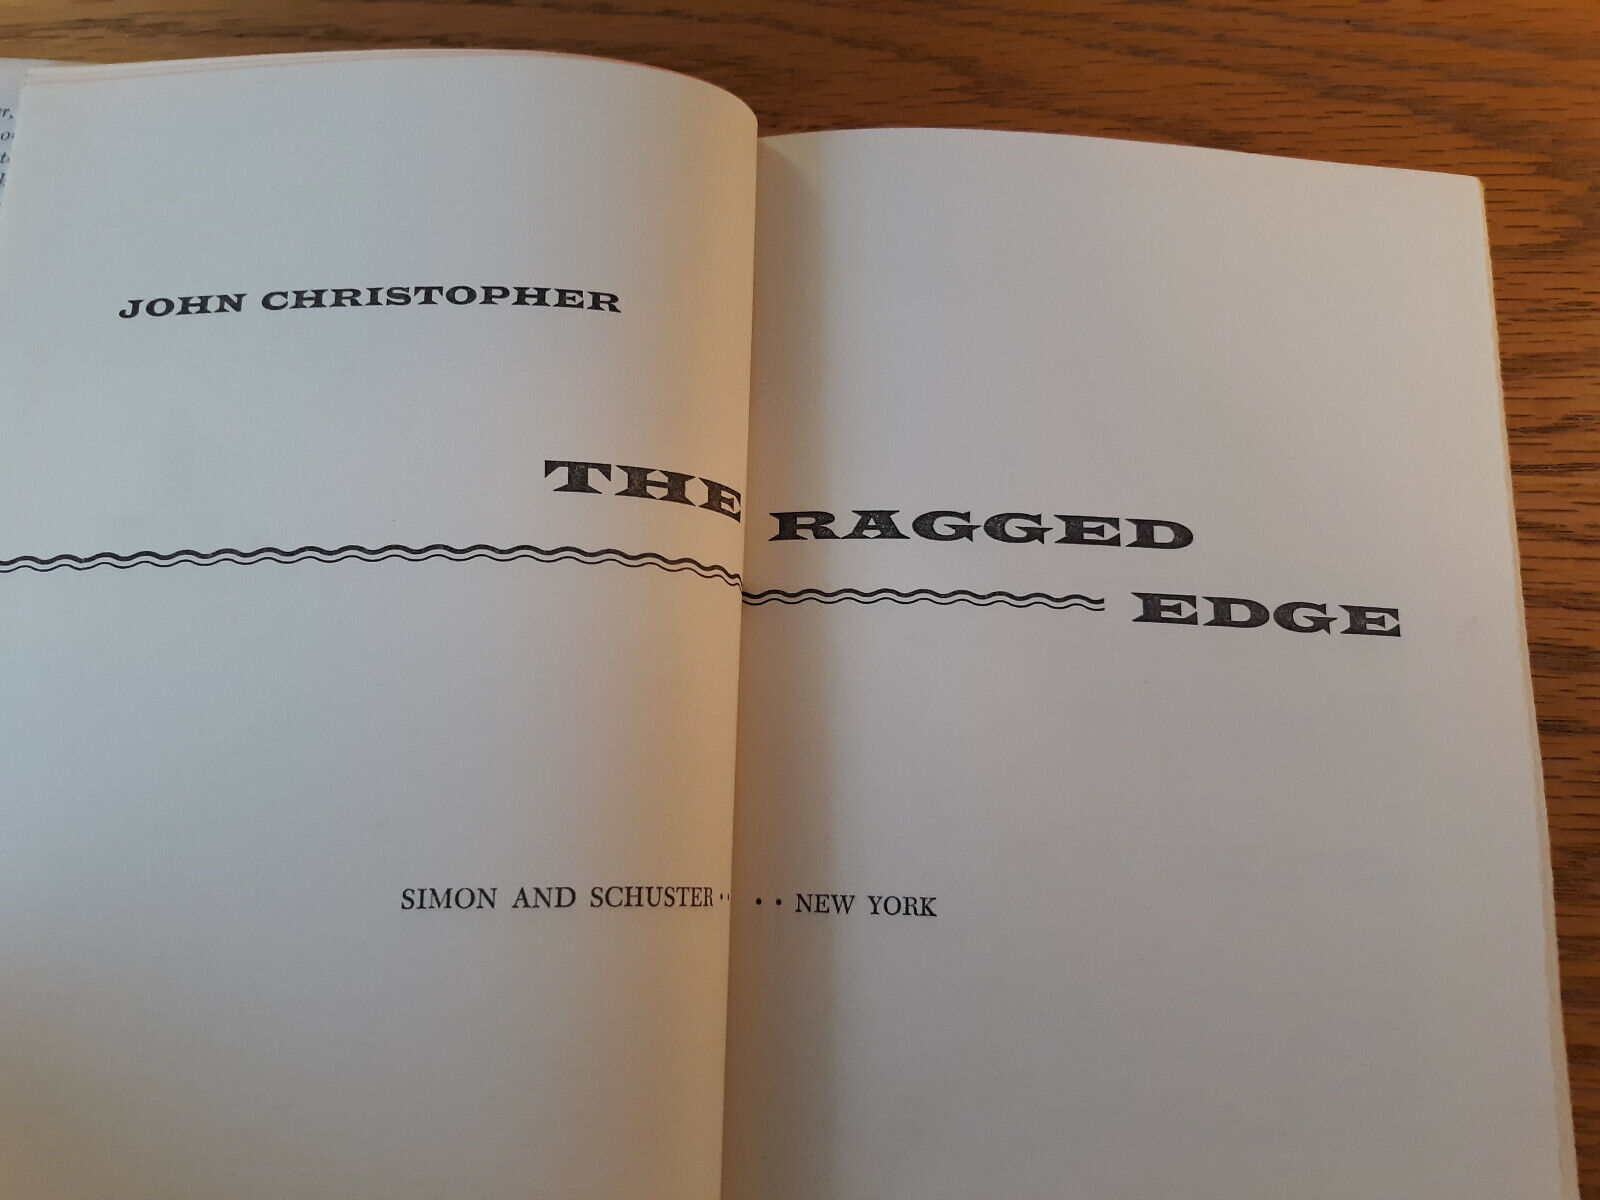 JOHN CHRISTOPHER
THE RAGGED
EDGE
SIMON AND SCHUSTER · · · · NEW YORK